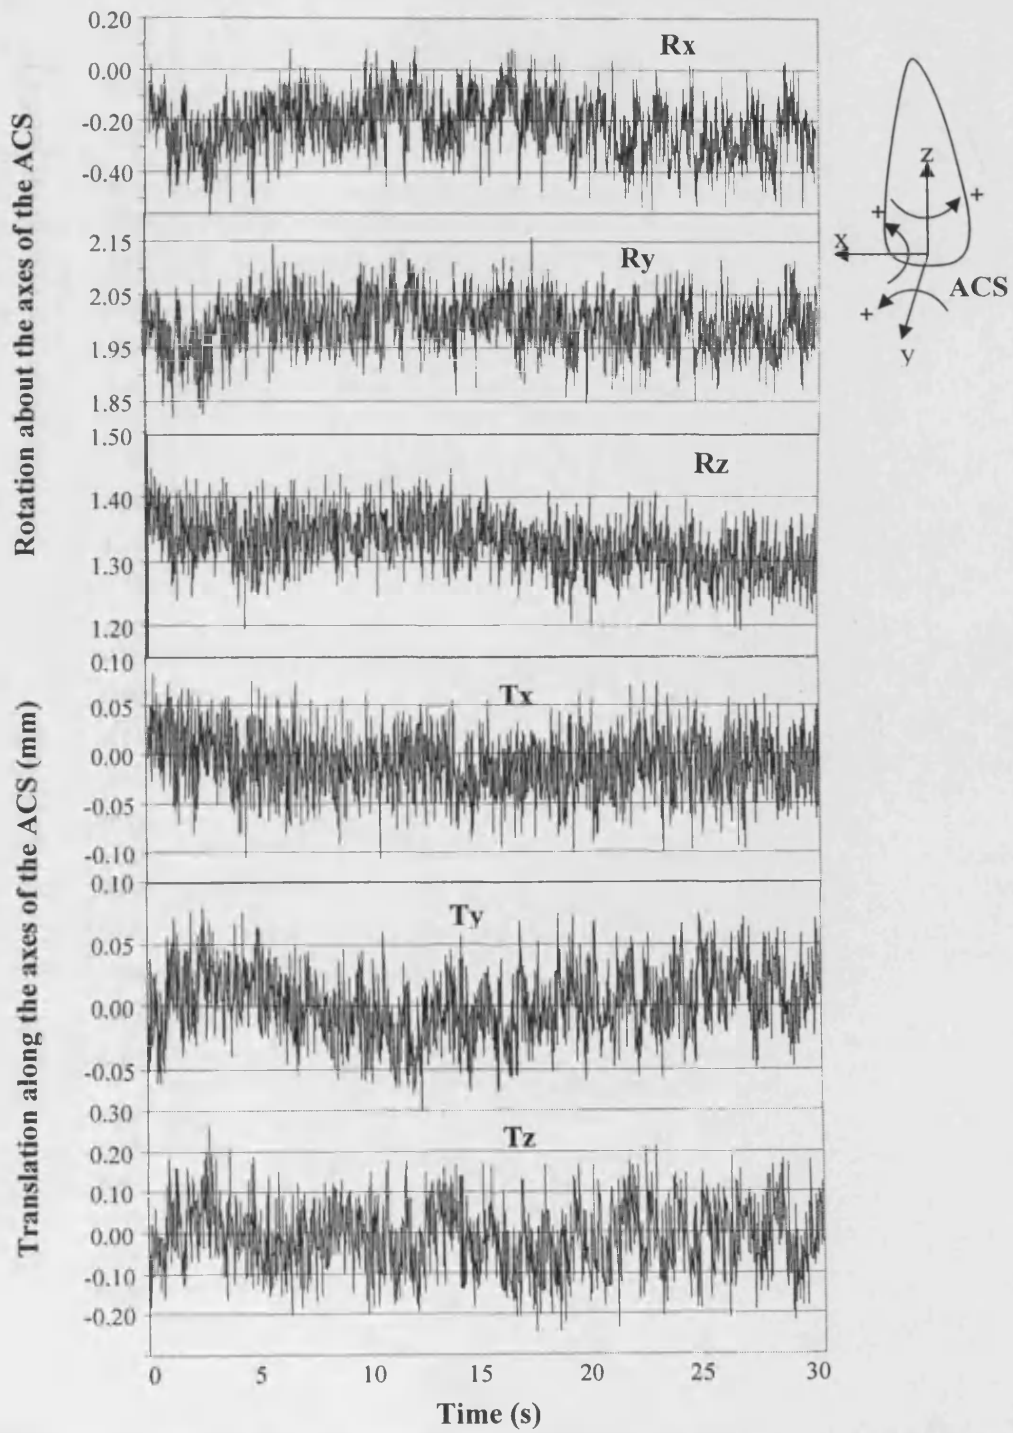 Rotation about the axes of the ACS
Translation along the axes of the ACS (mm)
0.20
0.00
-0.20
-0.40
Rx
2.15
2.05
1.95
1.85
Ry
1.50
1.40
1.30
1.20
Rz
0.10
0.05
0.00
-0.05
-0.10
Tx
0.10
0.05
0.00
-0.05
Ty
0.30
0.20
0.10
0.00
-0.10
-0.20
Tz
0 5 10 15 20 25 30
Time (s)
z
+
+
x
ACS
+
y